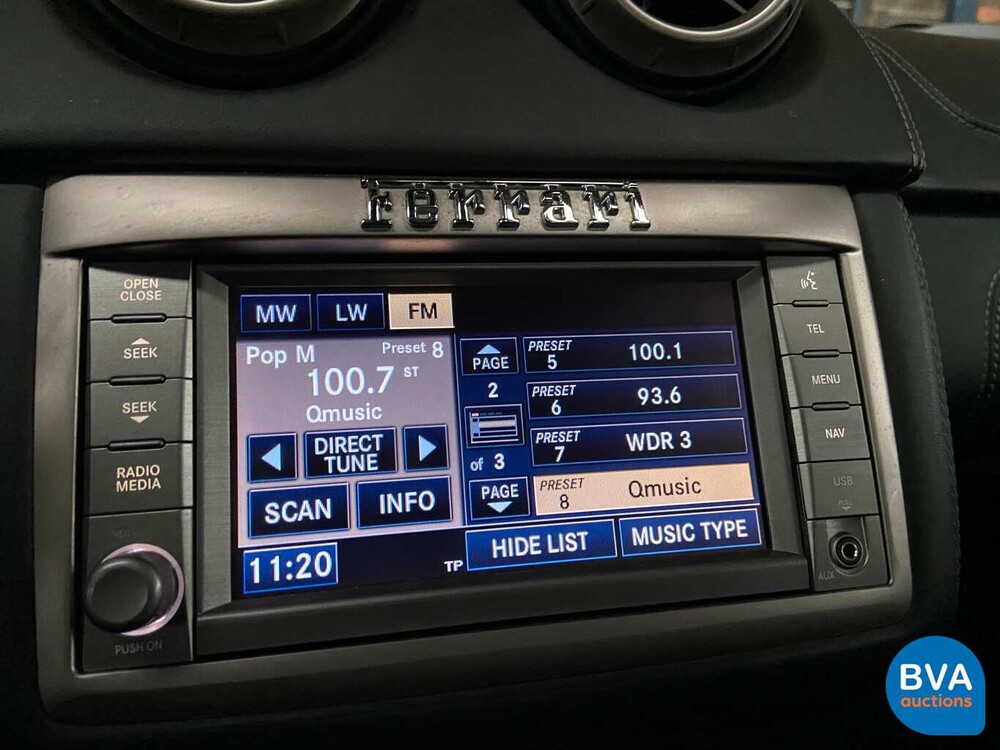 Ferrari
OPEN
CLOSE
SEEK
SEEK
RADIO
MEDIA
PUSH ON
MW LW FM
Pop M Preset 8
100.7 ST
Qmusic
DIRECT
TUNE
SCAN INFO
11:20
PAGE
2
of 3
PAGE
PRESET
5 100.1
PRESET
6 93.6
PRESET
7 WDR 3
PRESET
8 Qmusic
TP
HIDE LIST MUSIC TYPE
TEL
MENU
NAV
USB
PULL
AUX
BVA
auctions